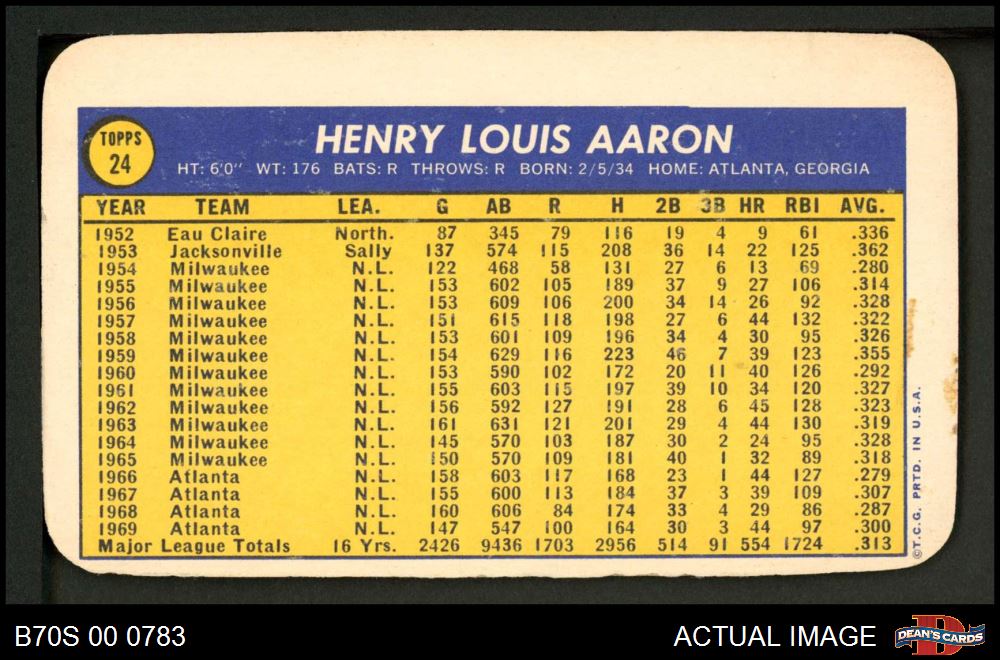 TOPPS
24
HENRY LOUIS AARON
HT: 6'0" WT: 176 BATS: R THROWS: R BORN: 2/5/34 HOME: ATLANTA, GEORGIA
YEAR TEAM LEA. G AB R H 2B 3B HR RBI AVG.
1952 Eau Claire North. 87 345 79 116 19 4 9 61 .336
1953 Jacksonville Sally 137 574 115 208 36 14 22 125 .362
1954 Milwaukee N.L. 122 468 58 131 27 6 13 69 .280
1955 Milwaukee N.L. 153 602 105 189 37 9 27 106 .314
1956 Milwaukee N.L. 153 609 106 200 34 14 26 92 .328
1957 Milwaukee N.L. 151 615 118 198 27 6 44 132 .322
1958 Milwaukee N.L. 153 601 109 196 34 4 30 95 .326
1959 Milwaukee N.L. 154 629 116 223 46 7 39 123 .355
1960 Milwaukee N.L. 153 590 102 172 20 11 40 126 .292
1961 Milwaukee N.L. 155 603 115 197 39 10 34 120 .327
1962 Milwaukee N.L. 156 592 127 191 28 6 45 128 .323
1963 Milwaukee N.L. 161 631 121 201 29 4 44 130 .319
1964 Milwaukee N.L. 145 570 103 187 30 2 24 95 .328
1965 Milwaukee N.L. 150 570 109 181 40 1 32 89 .318
1966 Atlanta N.L. 158 603 117 168 23 1 44 127 .279
1967 Atlanta N.L. 155 600 113 184 37 3 39 109 .307
1968 Atlanta N.L. 160 606 84 174 33 4 29 86 .287
1969 Atlanta N.L. 147 547 100 164 30 3 44 97 .300
Major League Totals 16 Yrs. 2426 9436 1703 2956 514 91 554 1724 .313
©T.C.G. PRTD. IN U.S.A.
B70S 00 0783
ACTUAL IMAGE
DEAN'S CARDS